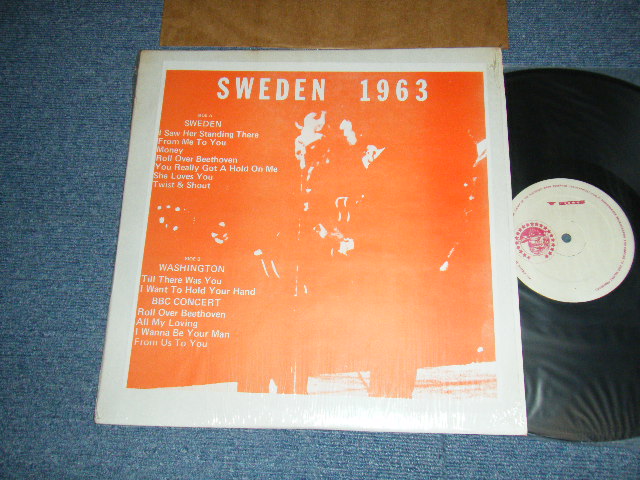 SWEDEN 1963
SIDE A
SWEDEN
I Saw Her Standing There
From Me To You
Money
Roll Over Beethoven
You Really Got A Hold On Me
She Loves You
Twist & Shout
SIDE B
WASHINGTON
Till There Was You
I Want To Hold Your Hand
BBC CONCERT
Roll Over Beethoven
All My Loving
I Wanna Be Your Man
From Us To You